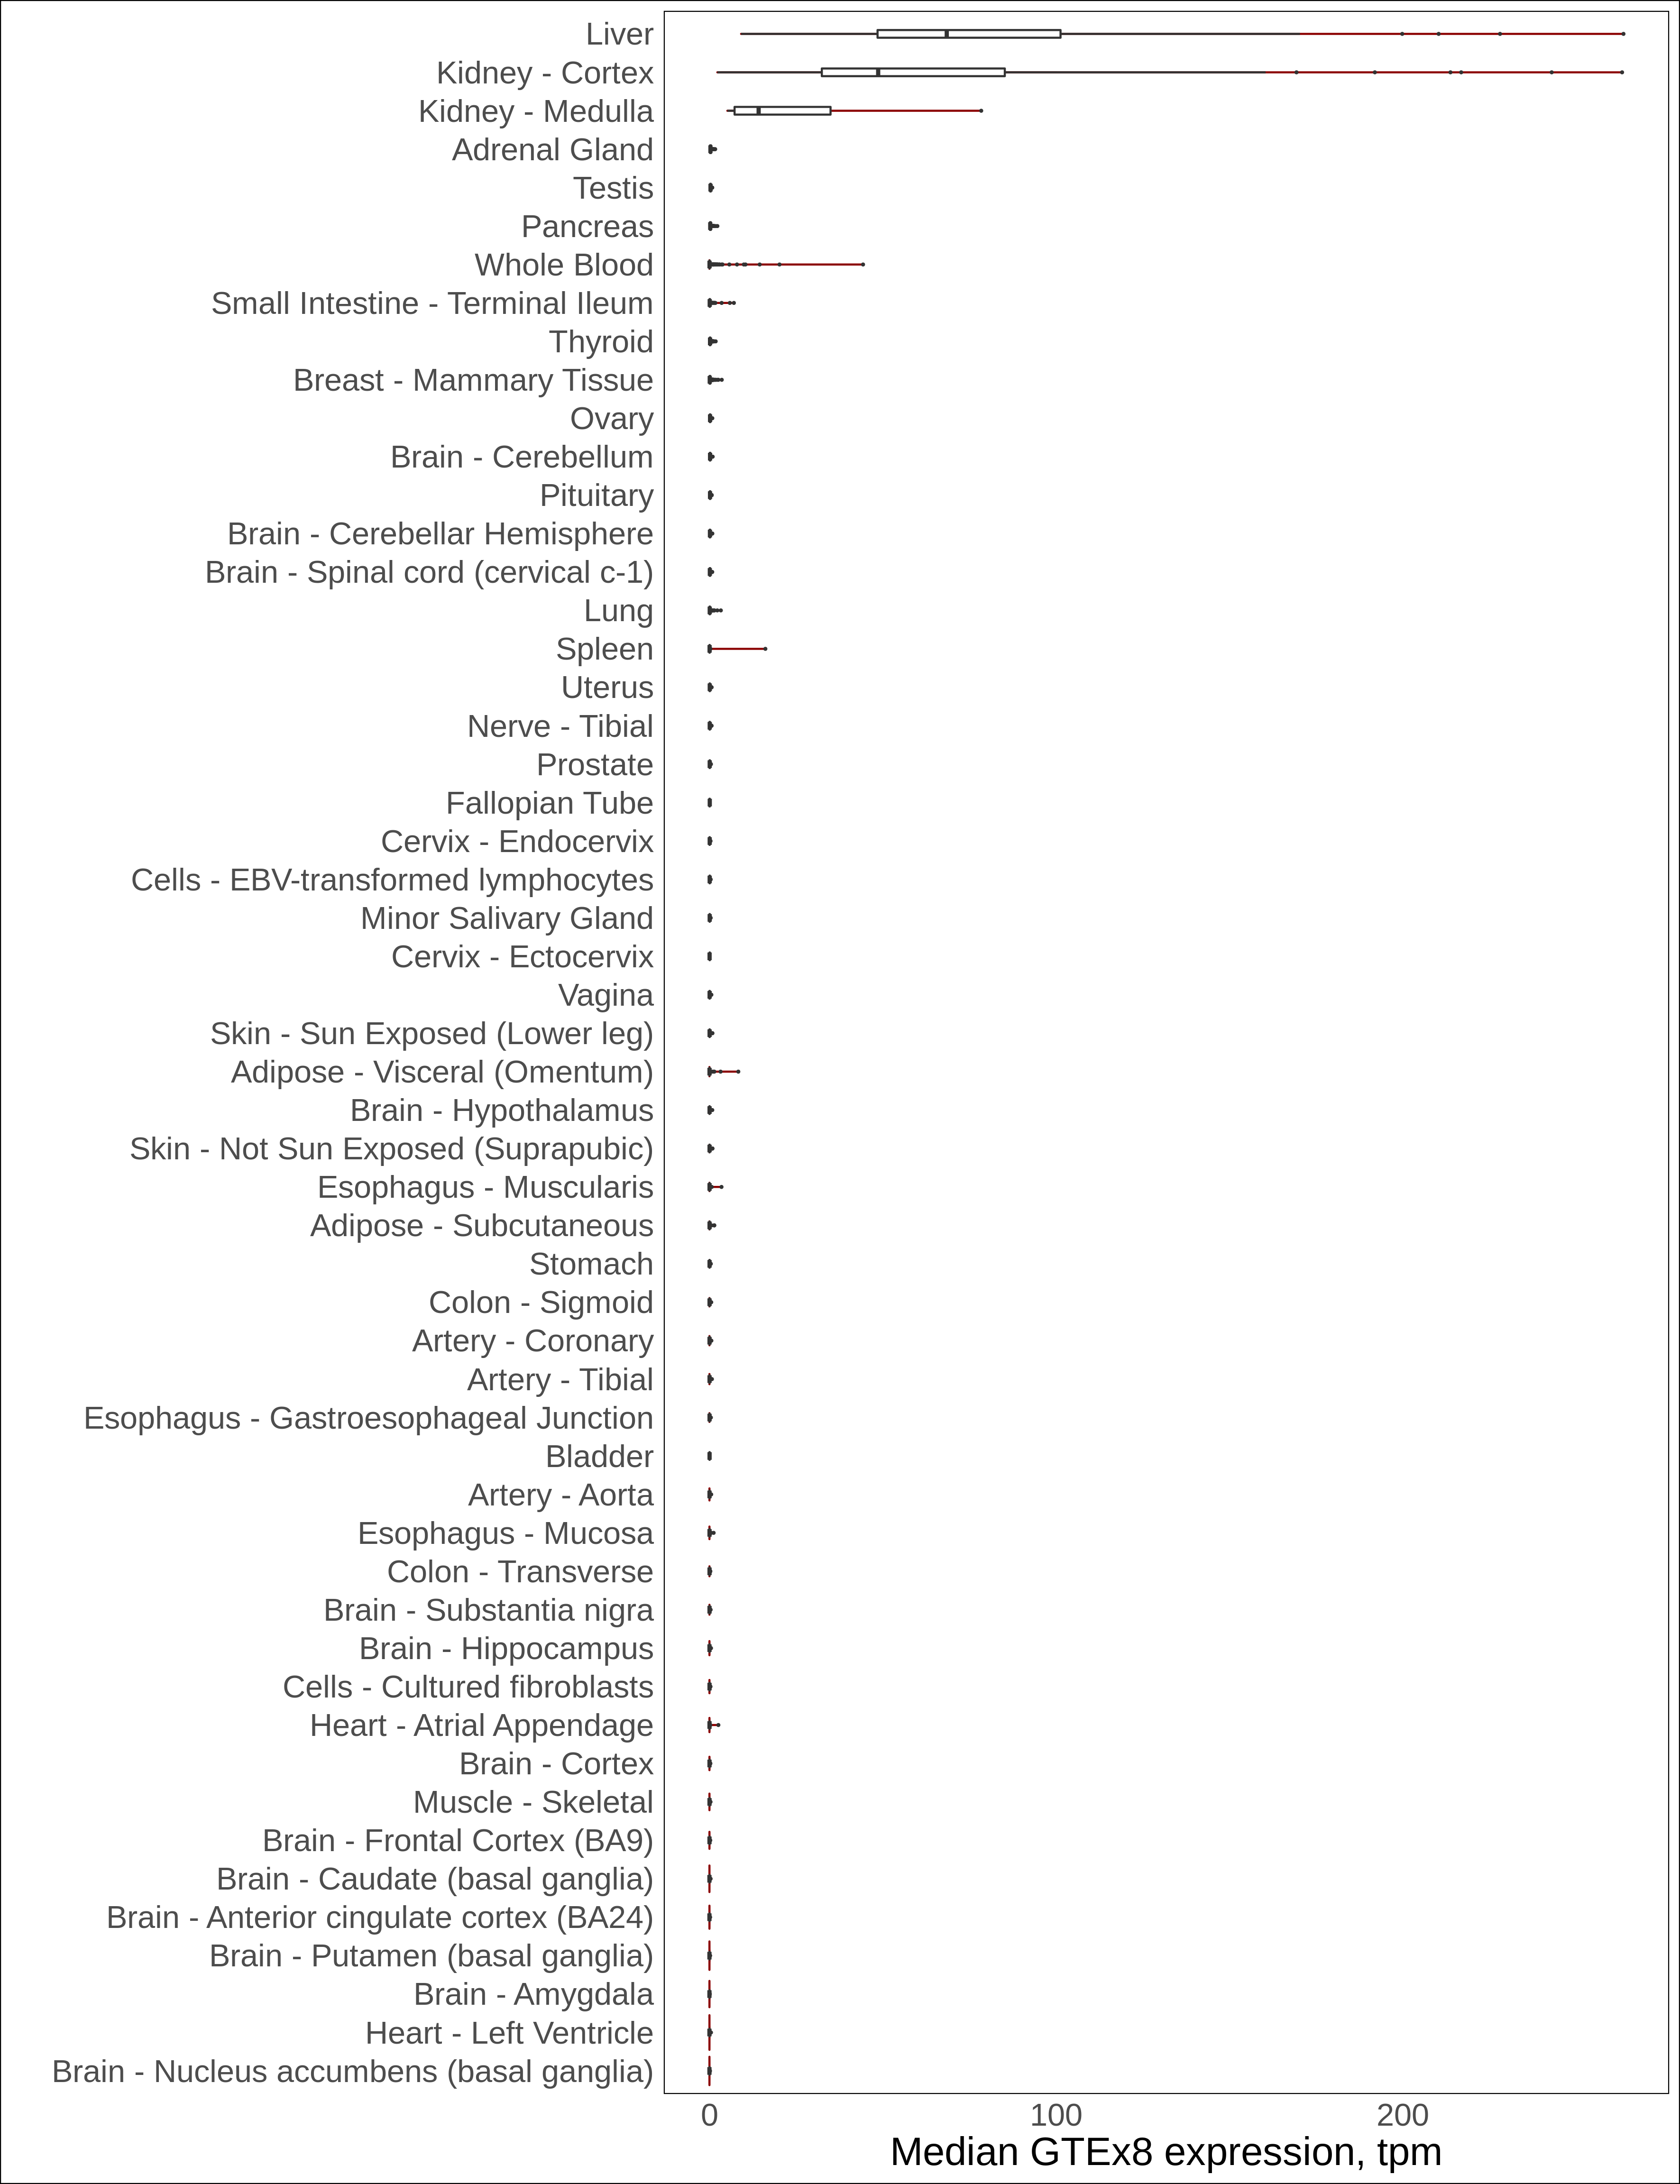 Liver
Kidney - Cortex
Kidney - Medulla
Adrenal Gland
Testis
Pancreas
Whole Blood
Small Intestine - Terminal Ileum
Thyroid
Breast - Mammary Tissue
Ovary
Brain - Cerebellum
Pituitary
Brain - Cerebellar Hemisphere
Brain - Spinal cord (cervical c-1)
Lung
Spleen
Uterus
Nerve - Tibial
Prostate
Fallopian Tube
Cervix - Endocervix
Cells - EBV-transformed lymphocytes
Minor Salivary Gland
Cervix - Ectocervix
Vagina
Skin - Sun Exposed (Lower leg)
Adipose - Visceral (Omentum)
Brain - Hypothalamus
Skin - Not Sun Exposed (Suprapubic)
Esophagus - Muscularis
Adipose - Subcutaneous
Stomach
Colon - Sigmoid
Artery - Coronary
Artery - Tibial
Esophagus - Gastroesophageal Junction
Bladder
Artery - Aorta
Esophagus - Mucosa
Colon - Transverse
Brain - Substantia nigra
Brain - Hippocampus
Cells - Cultured fibroblasts
Heart - Atrial Appendage
Brain - Cortex
Muscle - Skeletal
Brain - Frontal Cortex (BA9)
Brain - Caudate (basal ganglia)
Brain - Anterior cingulate cortex (BA24)
Brain - Putamen (basal ganglia)
Brain - Amygdala
Heart - Left Ventricle
Brain - Nucleus accumbens (basal ganglia)
0 100 200
Median GTEx8 expression, tpm